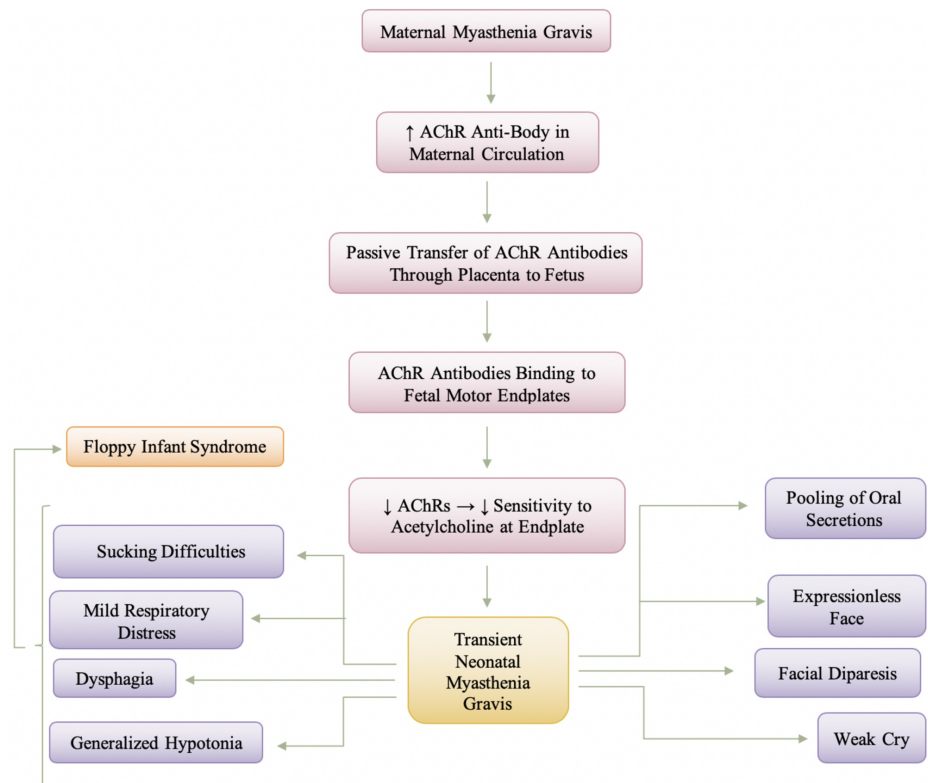 Maternal Myasthenia Gravis
↑ AChR Anti-Body in
Maternal Circulation
Passive Transfer of AChR Antibodies
Through Placenta to Fetus
AChR Antibodies Binding to
Fetal Motor Endplates
↓ AChRs → ↓ Sensitivity to
Acetylcholine at Endplate
Transient
Neonatal
Myasthenia
Gravis
Floppy Infant Syndrome
Sucking Difficulties
Mild Respiratory
Distress
Dysphagia
Generalized Hypotonia
Pooling of Oral
Secretions
Expressionless
Face
Facial Diparesis
Weak Cry